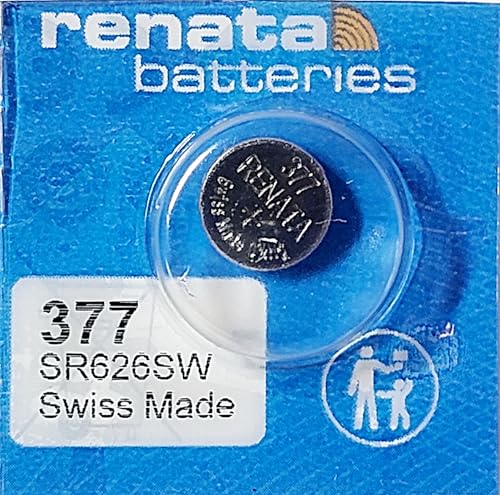 renata
batteries
377
RENATA
+
377
SR626SW
Swiss Made